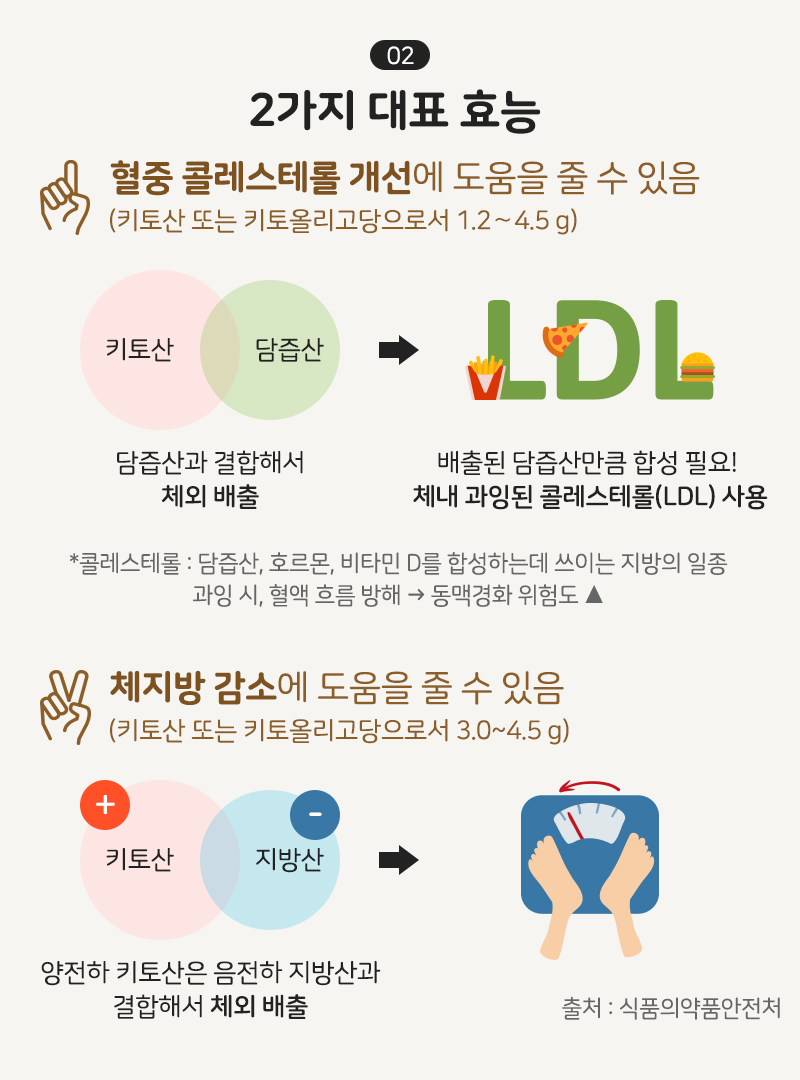 02
2가지 대표 효능
혈중 콜레스테롤 개선에 도움을 줄 수 있음
(키토산 또는 키토올리고당으로서 1.2~4.5 g)
키토산
담즙산
LDL
담즙산과 결합해서
체외 배출
배출된 담즙산만큼 합성 필요!
체내 과잉된 콜레스테롤(LDL) 사용
*콜레스테롤 : 담즙산, 호르몬, 비타민 D를 합성하는데 쓰이는 지방의 일종
과잉 시, 혈액 흐름 방해 → 동맥경화 위험도 ▲
체지방 감소에 도움을 줄 수 있음
(키토산 또는 키토올리고당으로서 3.0~4.5 g)
+
-
키토산
지방산
양전하 키토산은 음전하 지방산과
결합해서 체외 배출
출처 : 식품의약품안전처